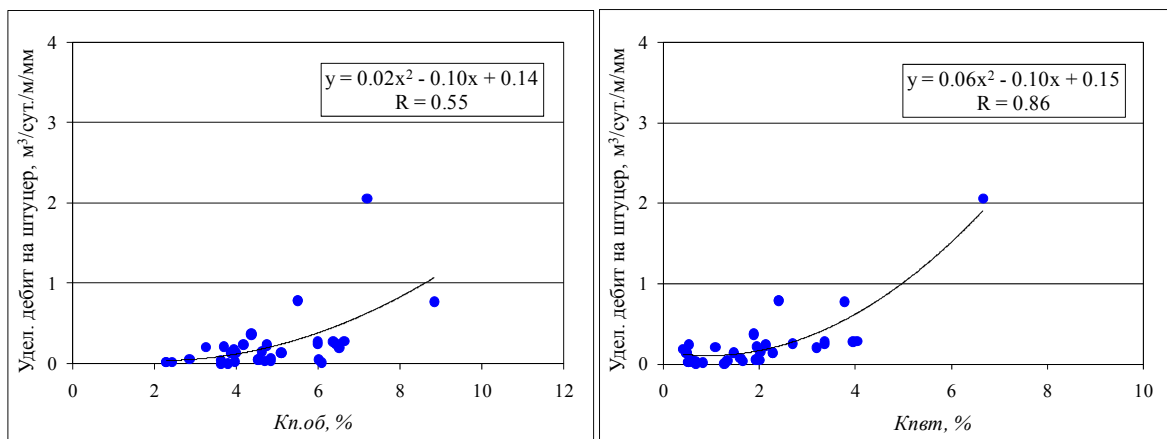 Удел. дебит на штуцер, м³/сут./м/мм
4
3
2
1
0
y = 0.02x² - 0.10x + 0.14
R = 0.55
0 2 4 6 8 10 12
Кп.об, %
Удел. дебит на штуцер, м³/сут./м/мм
4
3
2
1
0
y = 0.06x² - 0.10x + 0.15
R = 0.86
0 2 4 6 8 10
Кпвт, %